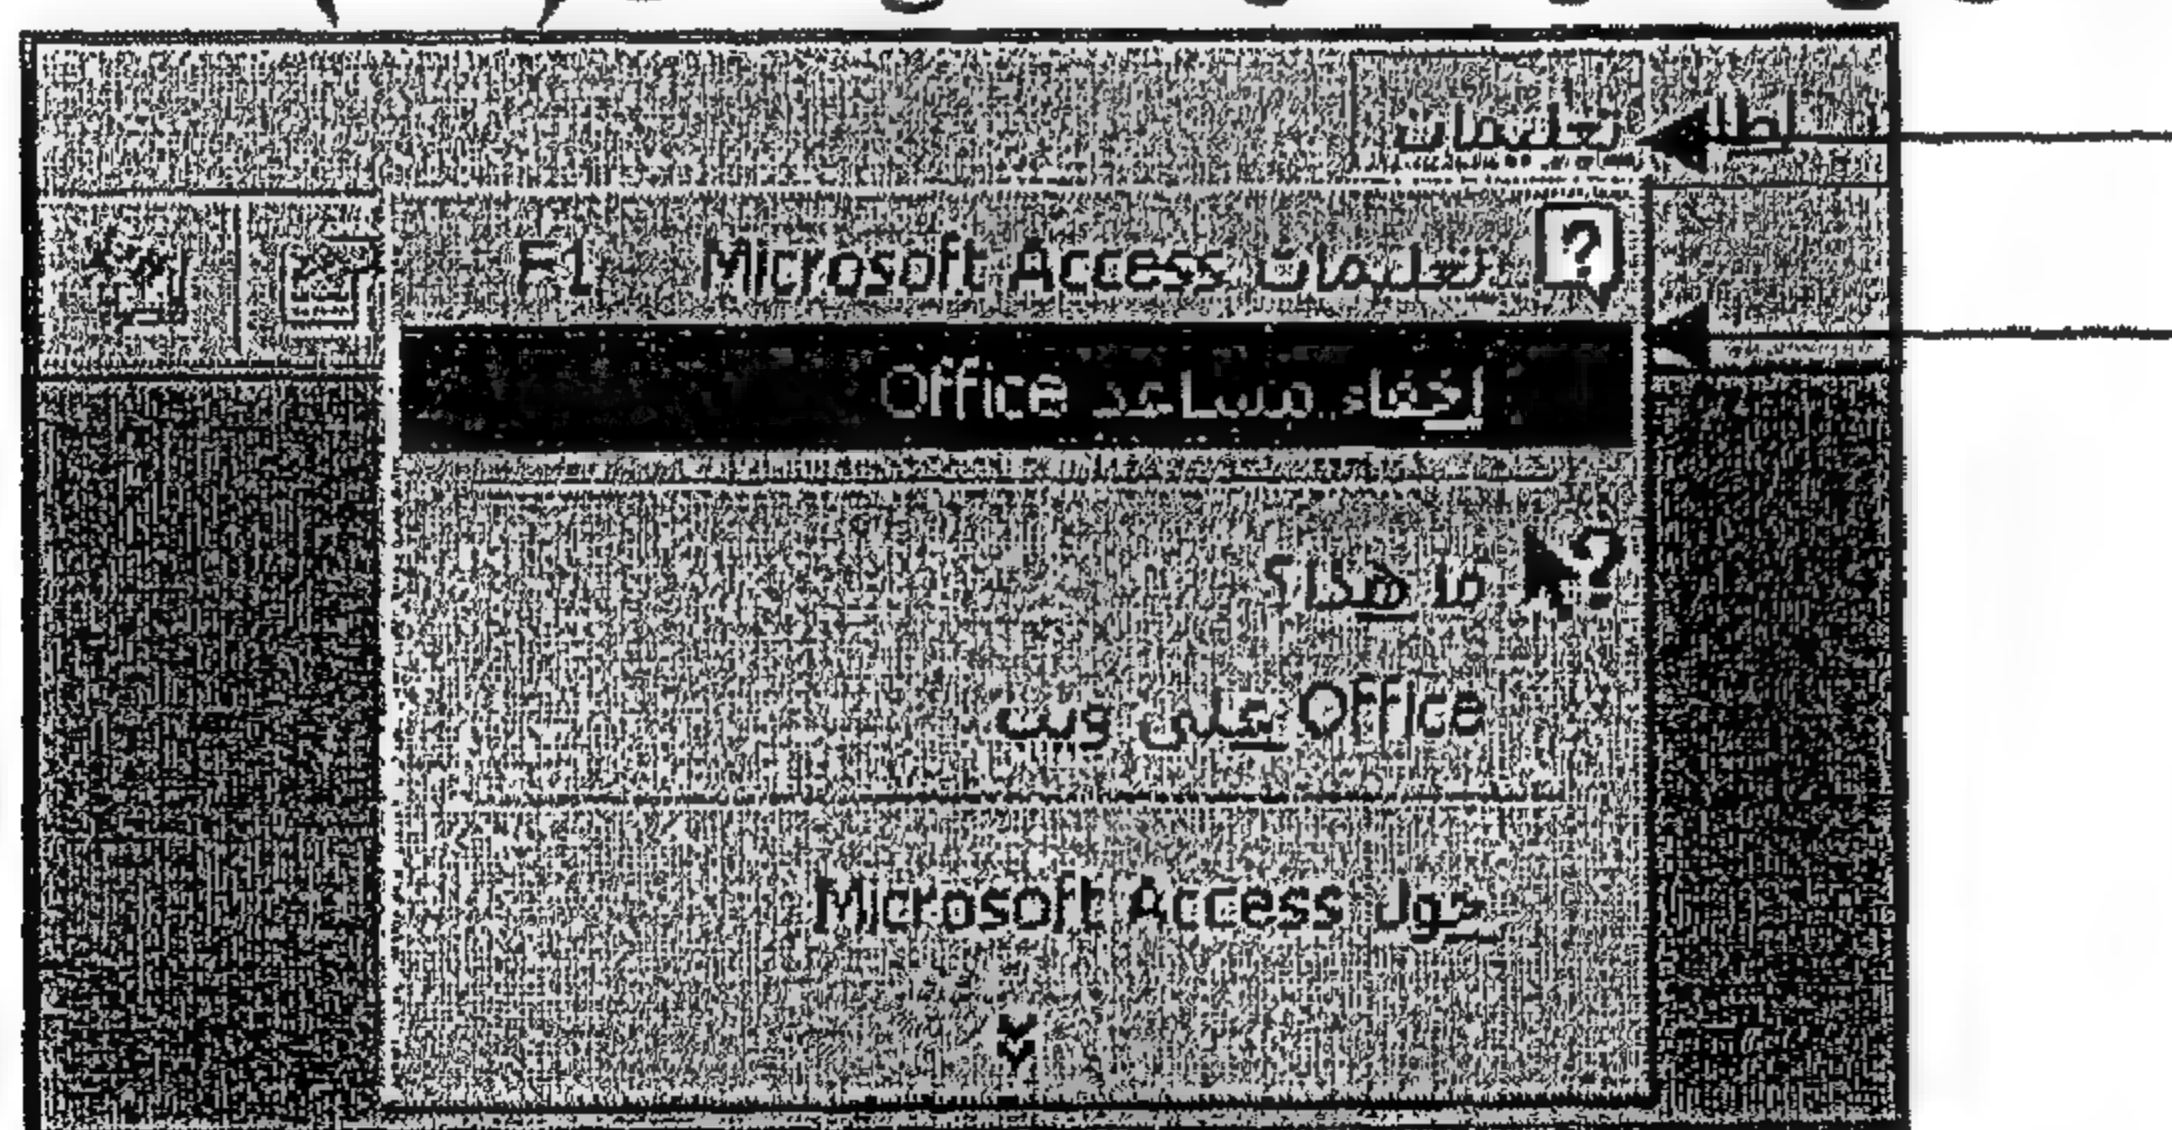 تعليمات
تعليمات Microsoft Access F1
إخفاء مساعد Office
ما هذا؟
Office على ويب
حول Microsoft Access